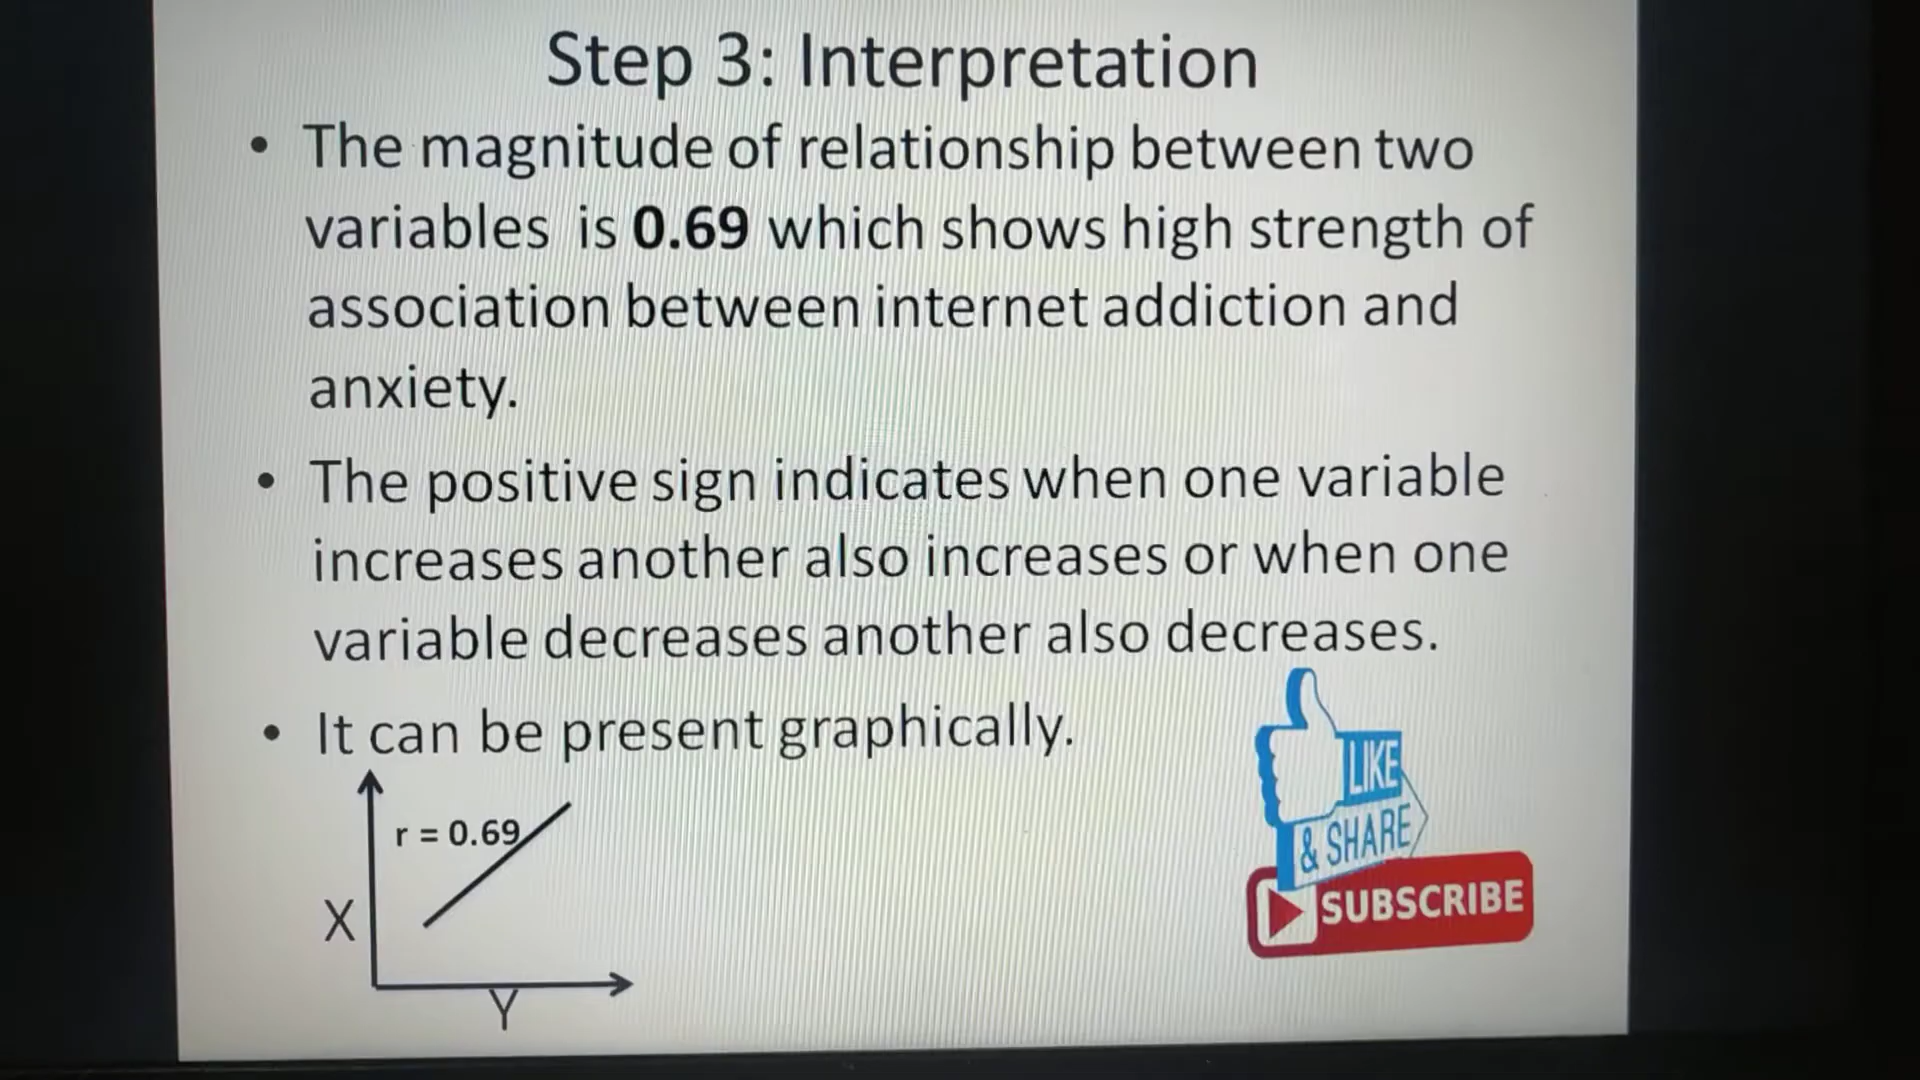 Step 3: Interpretation
• The magnitude of relationship between two
variables is 0.69 which shows high strength of
association between internet addiction and
anxiety.
• The positive sign indicates when one variable
increases another also increases or when one
variable decreases another also decreases.
• It can be present graphically.
r = 0.69
X
Y
LIKE
& SHARE
SUBSCRIBE